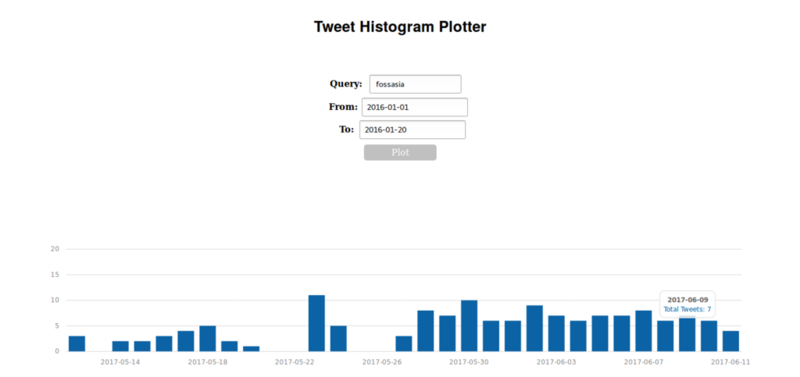 Tweet Histogram Plotter
Query: fossasia
From: 2016-01-01
To: 2016-01-20
Plot
20
15
10
5
0
2017-06-09
Total Tweets: 7
2017-05-14 2017-05-18 2017-05-22 2017-05-26 2017-05-30 2017-06-03 2017-06-07 2017-06-11